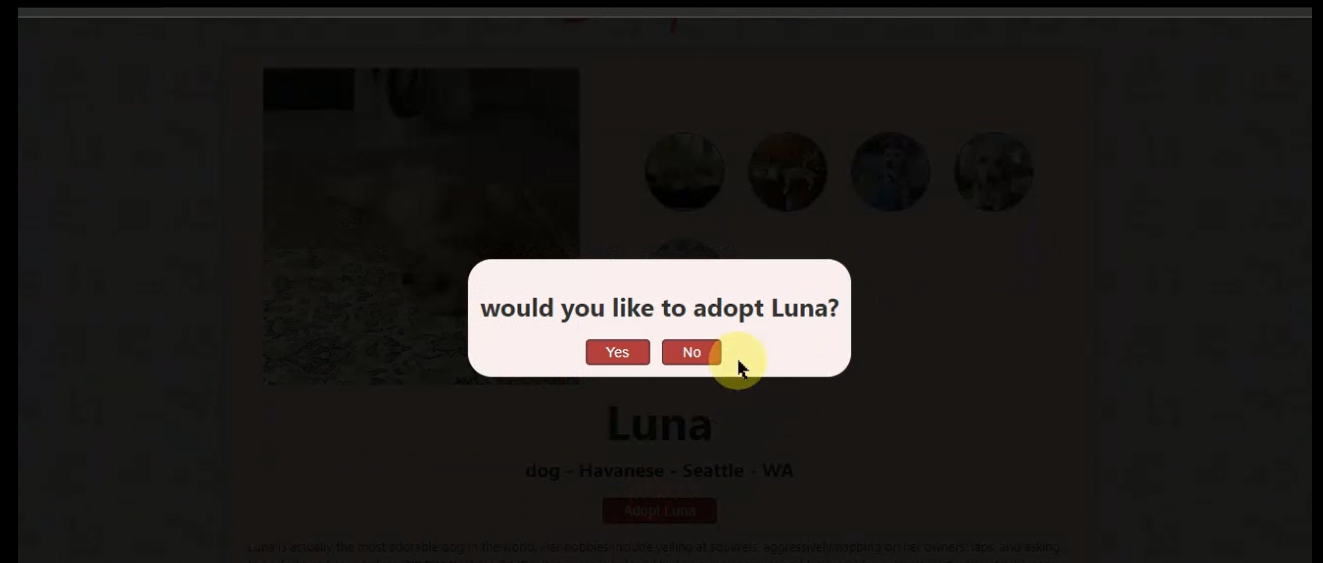 would you like to adopt Luna?
Yes No
Luna
dog - Havanese - Seattle - WA
Adopt Luna
Luna is actually the most adorable dog in the world. Her hobbies include yelling at squirrels, aggressively napping on her owners' laps, and asking